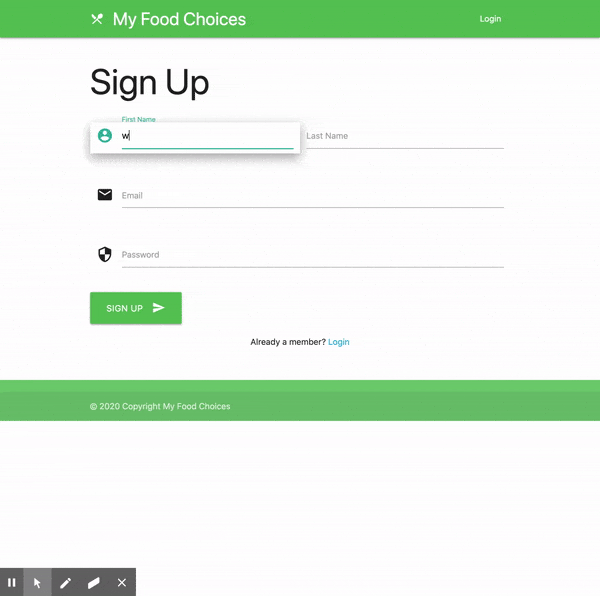 My Food Choices
Login
Sign Up
First Name
w
Last Name
Email
Password
SIGN UP
Already a member? Login
© 2020 Copyright My Food Choices